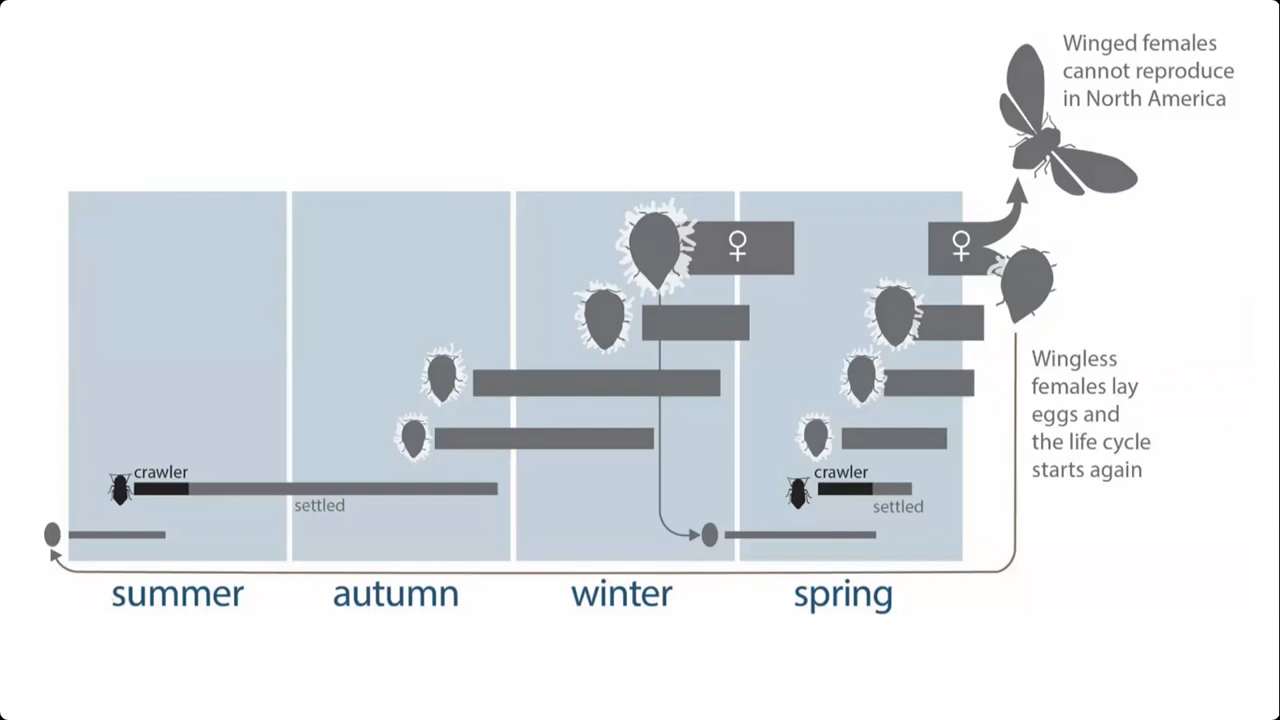 Winged females
cannot reproduce
in North America
♀
♀
Wingless
females lay
eggs and
the life cycle
starts again
crawler
settled
crawler
settled
summer
autumn
winter
spring